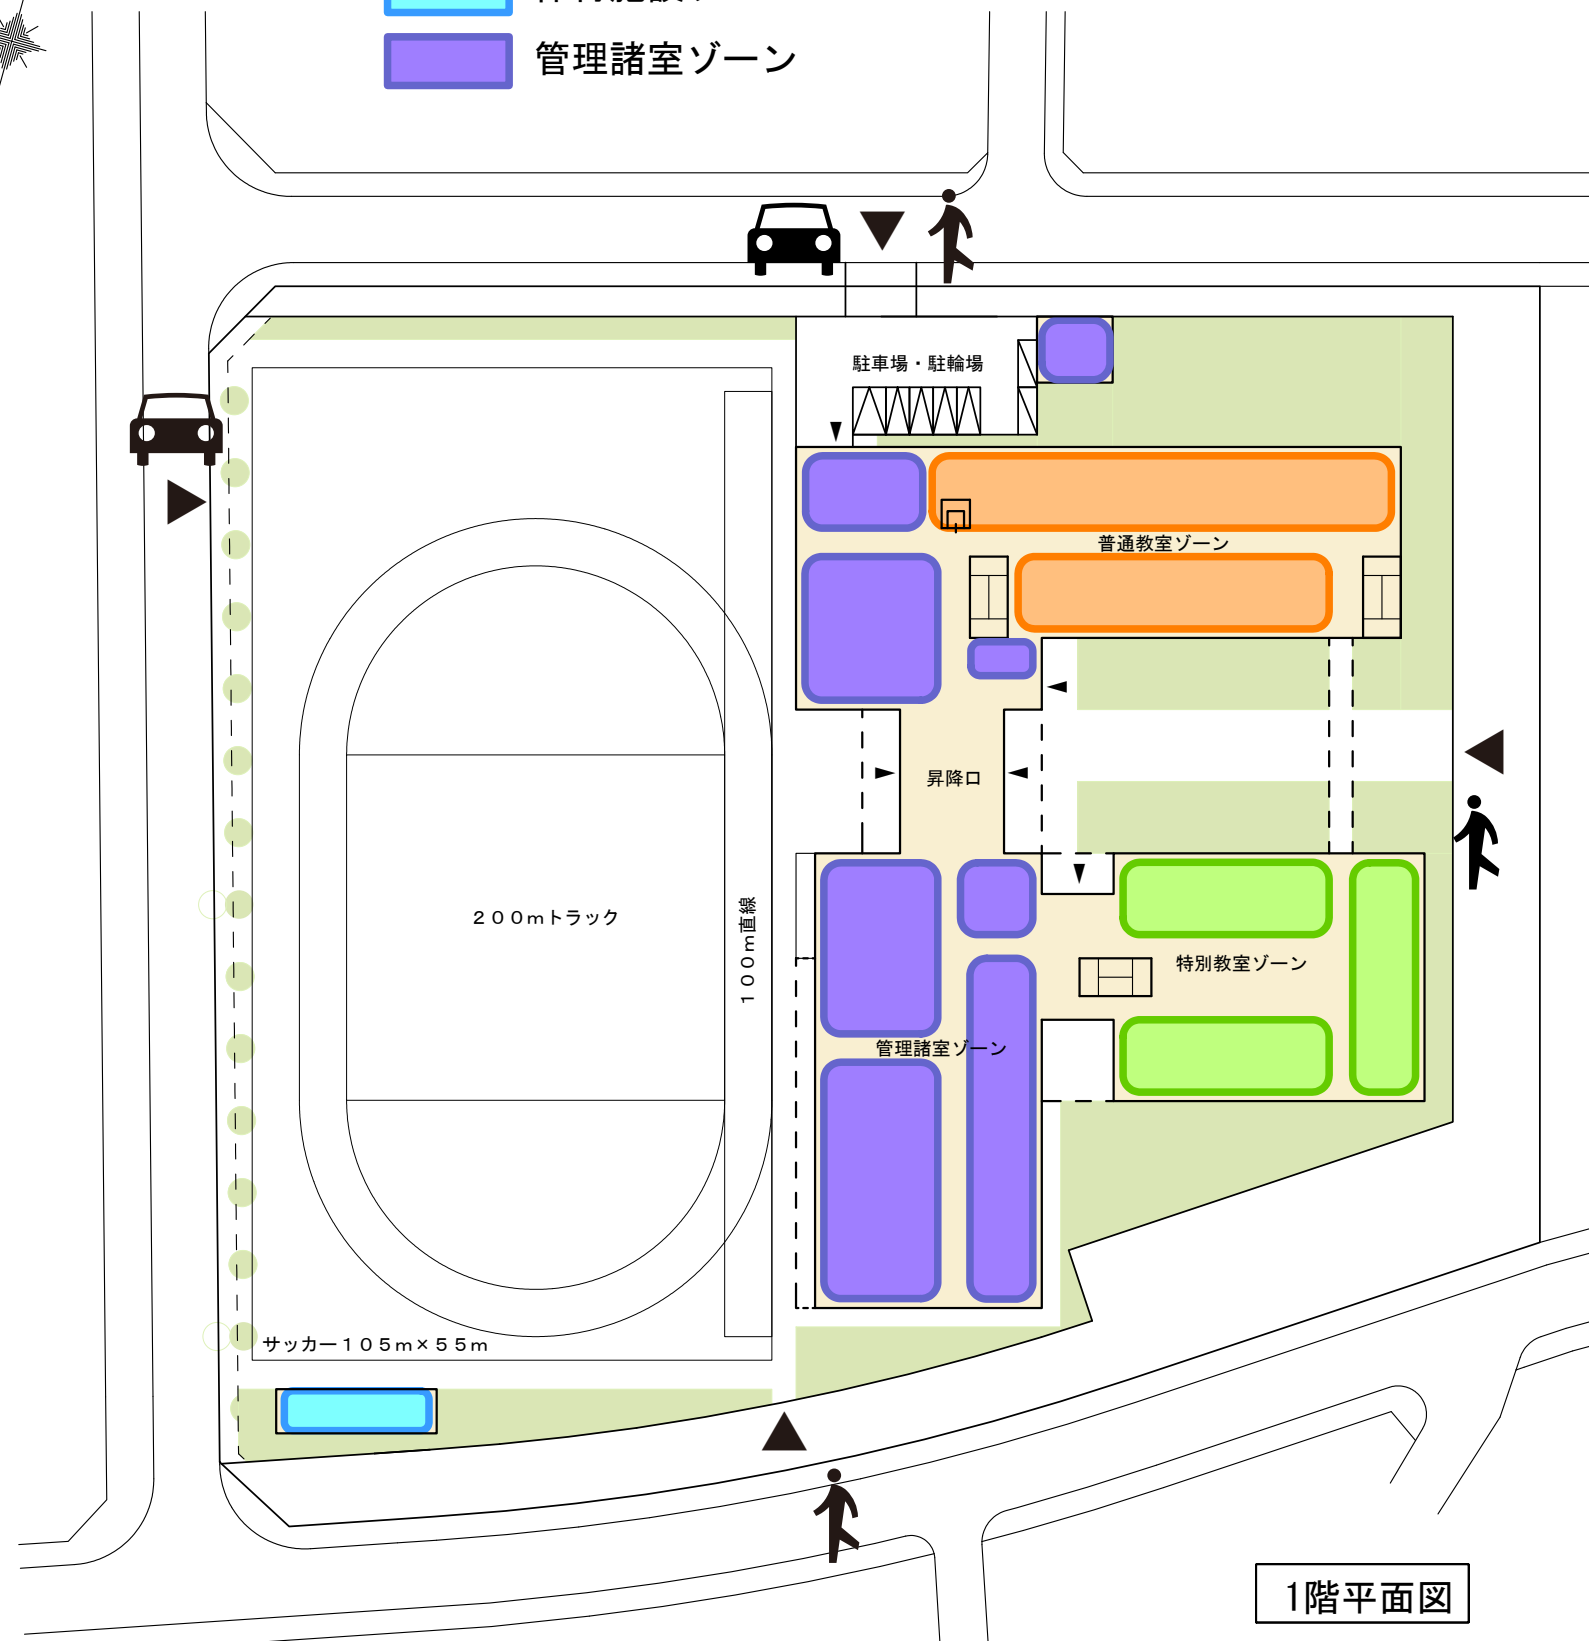 管理諸室ゾーン
駐車場・駐輪場
普通教室ゾーン
昇降口
200mトラック
100m直線
特別教室ゾーン
管理諸室ゾーン
サッカー105m×55m
1階平面図